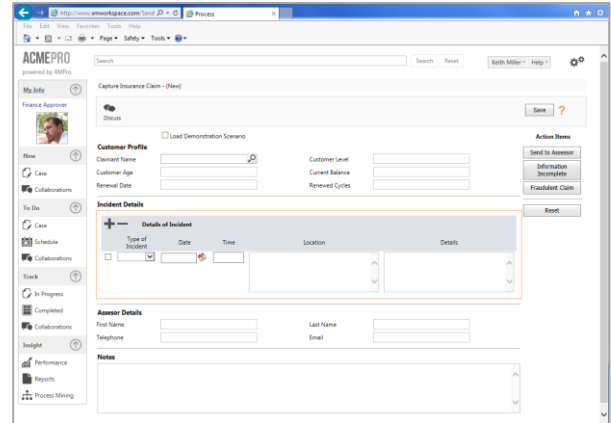 http://www.xmworkspace.com/Send
Process
File Edit View Favorites Tools Help
Page Safety Tools
ACMEPRO
powered by XMPro
Search
Search Reset
Keith Miller Help
My Info
Finance Approver
New
Case
Collaborations
To Do
Case
Schedule
Collaborations
Track
In Progress
Completed
Collaborations
Insight
Performance
Reports
Process Mining
Capture Insurance Claim - (New)
Discuss
Save ?
Load Demonstration Scenario
Customer Profile
Claimant Name Customer Level
Customer Age Current Balance
Renewal Date Renewed Cycles
Incident Details
Details of Incident
Type of Incident Date Time Location Details
Assessor Details
First Name Last Name
Telephone Email
Notes
Action Items
Send to Assessor
Information Incomplete
Fraudulent Claim
Reset